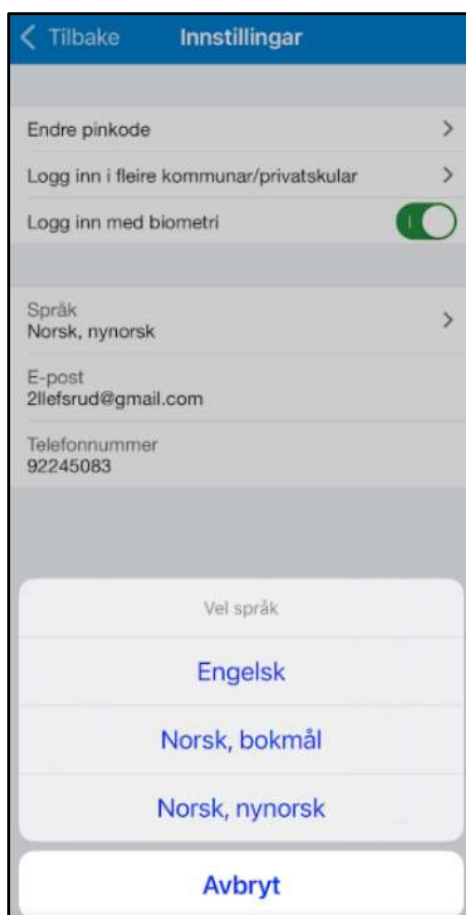 Tilbake Innstillingar
Endre pinkode
Logg inn i fleire kommunar/privatskular
Logg inn med biometri
Språk
Norsk, nynorsk
E-post
2llefsrud@gmail.com
Telefonnummer
92245083
Vel språk
Engelsk
Norsk, bokmål
Norsk, nynorsk
Avbryt